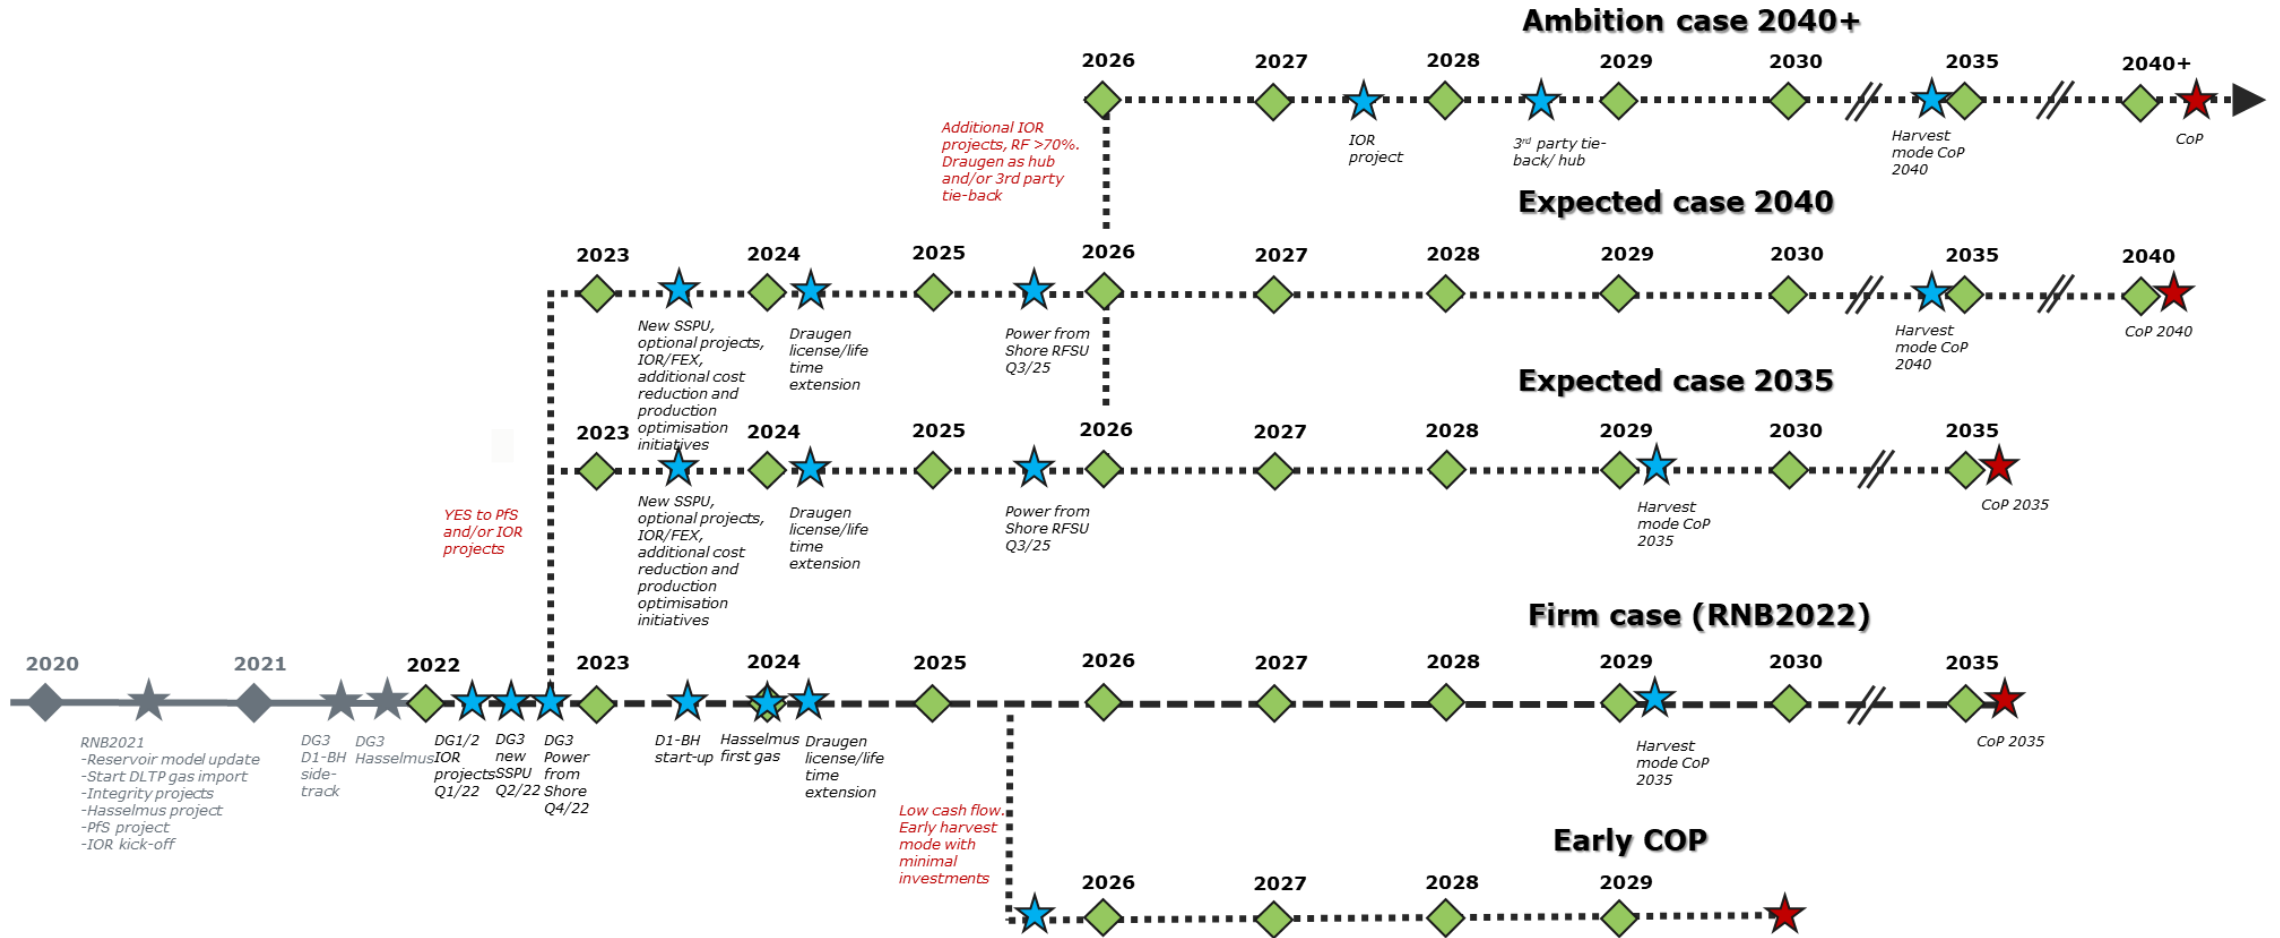 Ambition case 2040+
2026
2027
2028
2029
2030
2035
2040+
Additional IOR
projects, RF >70%.
Draugen as hub
and/or 3rd party
tie-back
IOR
project
3rd party tie-
back/ hub
Harvest
mode CoP
2040
CoP
Expected case 2040
2023
2024
2025
2026
2027
2028
2029
2030
2035
2040
New SSPU,
optional projects,
IOR/FEX,
additional cost
reduction and
production
optimisation
initiatives
Draugen
license/life
time
extension
Power from
Shore RFSU
Q3/25
Harvest
mode CoP
2040
CoP 2040
Expected case 2035
2023
2024
2025
2026
2027
2028
2029
2030
2035
New SSPU,
optional projects,
IOR/FEX,
additional cost
reduction and
production
optimisation
initiatives
Draugen
license/life
time
extension
Power from
Shore RFSU
Q3/25
Harvest
mode CoP
2035
CoP 2035
YES to PfS
and/or IOR
projects
Firm case (RNB2022)
2020
2021
2022
2023
2024
2025
2026
2027
2028
2029
2030
2035
RNB2021
-Reservoir model update
-Start DLTP gas import
-Integrity projects
-Hasselmus project
-PfS project
-IOR kick-off
DG3
D1-BH
side-
track
DG3
Hasselmus
DG1/2
IOR
projects
Q1/22
DG3
new
SSPU
Q2/22
DG3
Power
from
Shore
Q4/22
D1-BH
start-up
Hasselmus
first gas
Draugen
license/life
time
extension
Harvest
mode CoP
2035
CoP 2035
Low cash flow.
Early harvest
mode with
minimal
investments
Early COP
2026
2027
2028
2029